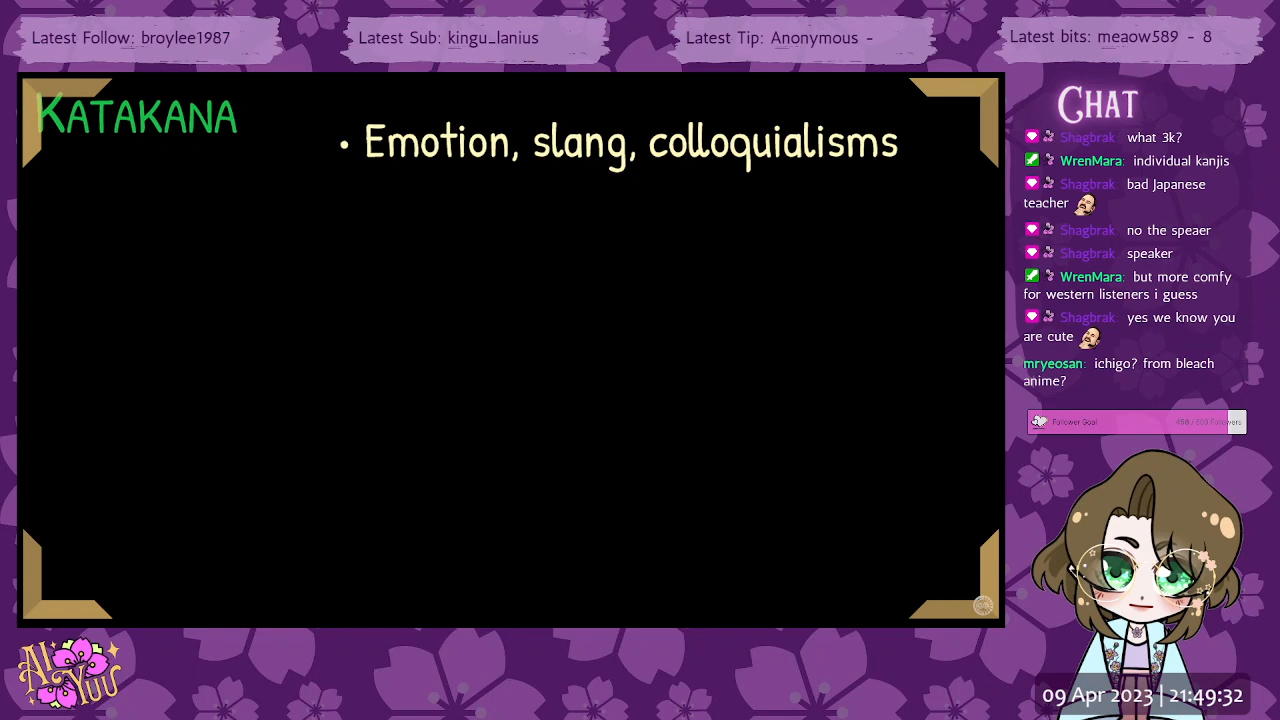 Latest Follow: broylee1987
Latest Sub: kingu_lanius
Latest Tip: Anonymous -
Latest bits: meaow589 - 8
KATAKANA
• Emotion, slang, colloquialisms
CHAT
Shagbrak: what 3k?
WrenMara: individual kanjis
Shagbrak: bad Japanese
teacher
Shagbrak: no the speaer
Shagbrak: speaker
WrenMara: but more comfy
for western listeners i guess
Shagbrak: yes we know you
are cute
mryeosan: ichigo? from bleach
anime?
Follower Goal
AI YUU
09 Apr 2023 | 21:49:32